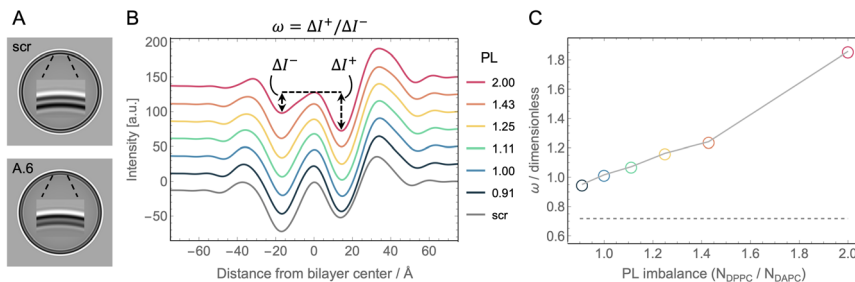 A
scr
A.6
B
ω = ΔI⁺/ΔI⁻
Intensity [a.u.]
200
150
100
50
0
−50
ΔI⁻
ΔI⁺
PL
2.00
1.43
1.25
1.11
1.00
0.91
scr
−60
−40
−20
0
20
40
60
Distance from bilayer center / Å
C
ω / dimensionless
1.8
1.6
1.4
1.2
1.0
0.8
0.6
1.0
1.2
1.4
1.6
1.8
2.0
PL imbalance (N_DPPC / N_DAPC)